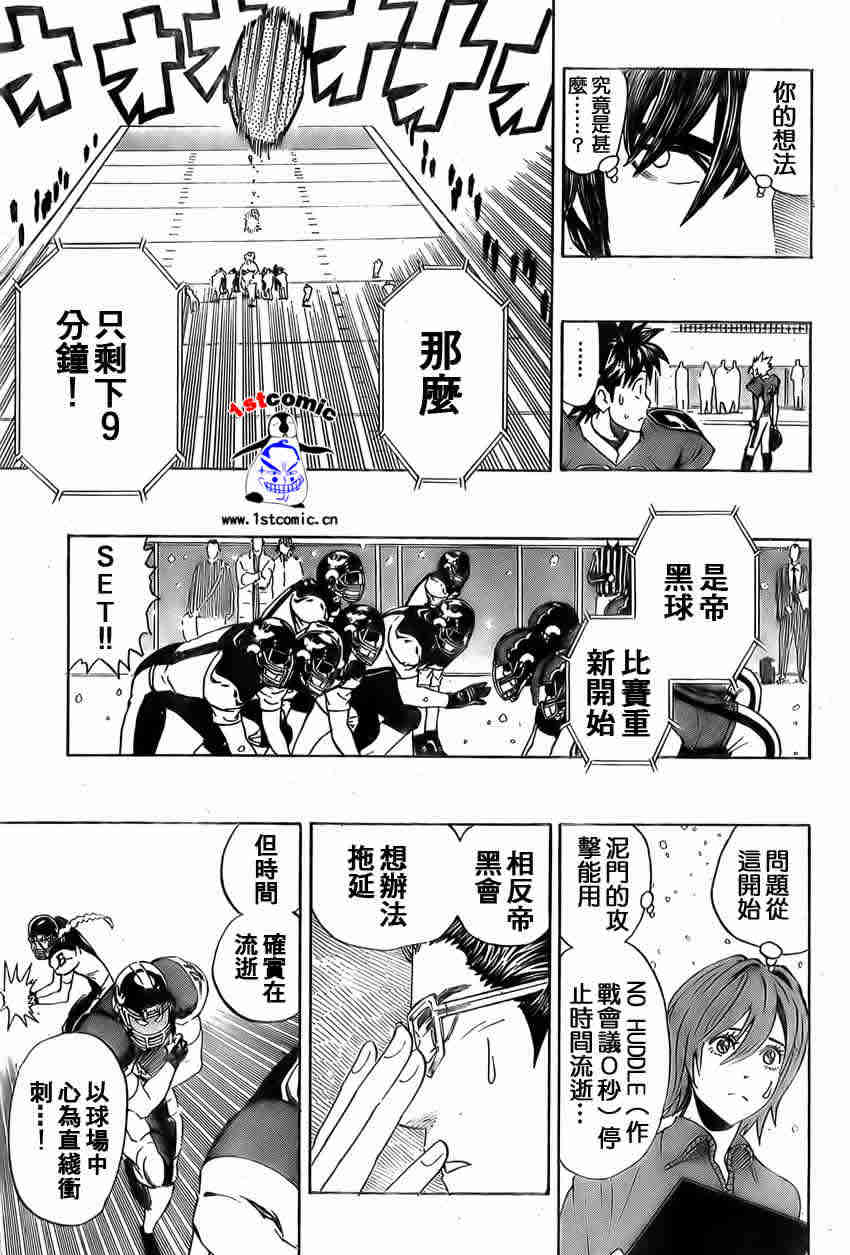 你的想法
究竟是甚
麼……？
オオオオオ
那麼
只剩下9
分鐘！
1stcomic
www.1stcomic.cn
……
是帝
黑球
比賽重
新開始
SET!!
問題從
這開始
泥門的攻
擊能用
NO HUDDLE（作
戰會議0秒）停
止時間流逝…
相反帝
黑會
想辦法
拖延
但時間
確實在
流逝
以球場中
心為直綫衝
刺…！